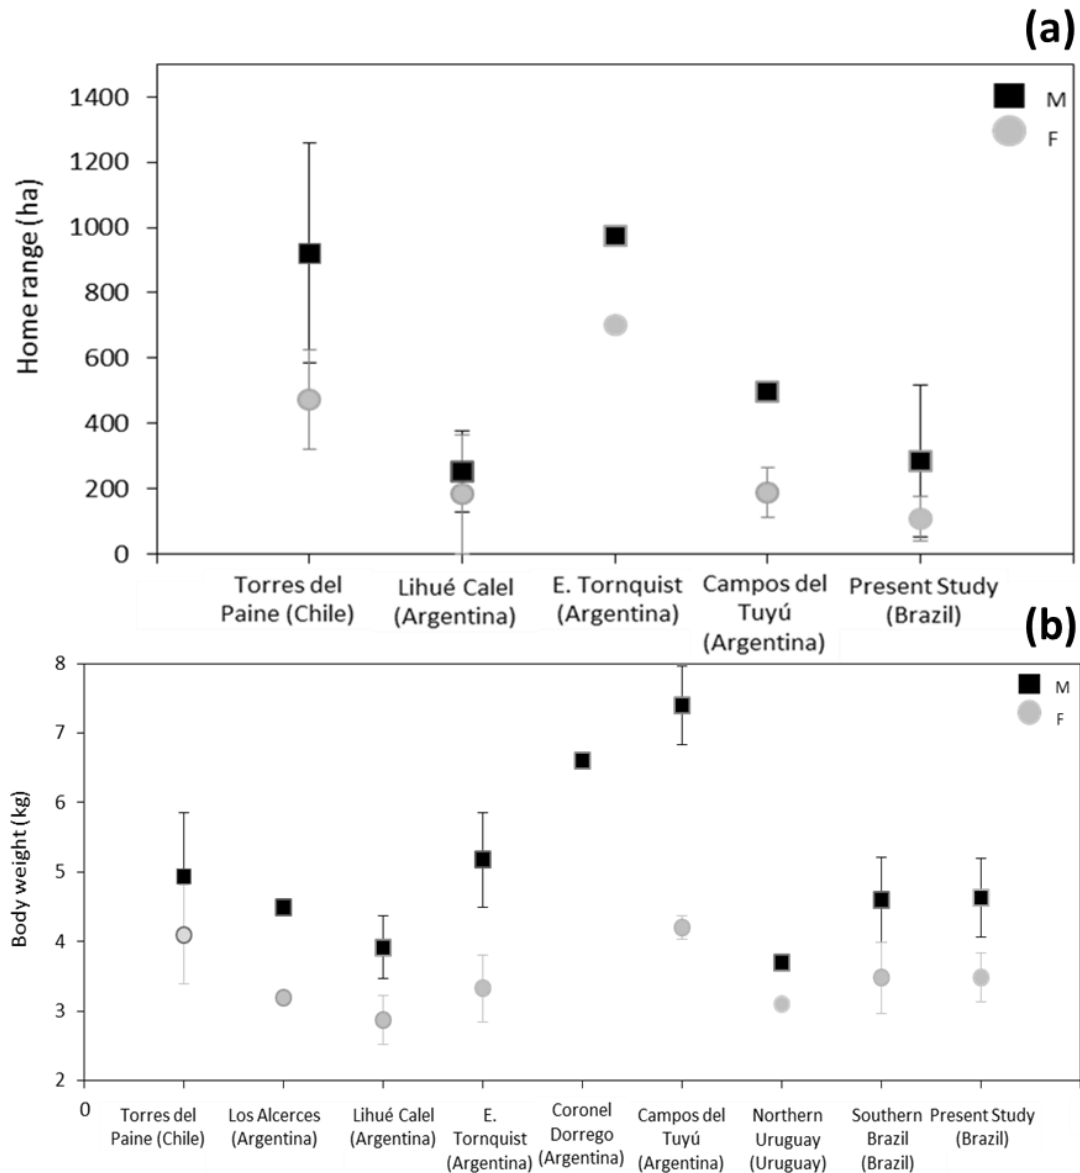 (a)
M
F
Home range (ha)
1400
1200
1000
800
600
400
200
0
Torres del
Paine (Chile)
Lihué Calel
(Argentina)
E. Tornquist
(Argentina)
Campos del
Tuyú
(Argentina)
Present Study
(Brazil)
(b)
M
F
Body weight (kg)
8
7
6
5
4
3
2
0
Torres del
Paine (Chile)
Los Alcerces
(Argentina)
Lihué Calel
(Argentina)
E.
Tornquist
(Argentina)
Coronel
Dorrego
(Argentina)
Campos del
Tuyú
(Argentina)
Northern
Uruguay
(Uruguay)
Southern
Brazil
(Brazil)
Present Study
(Brazil)